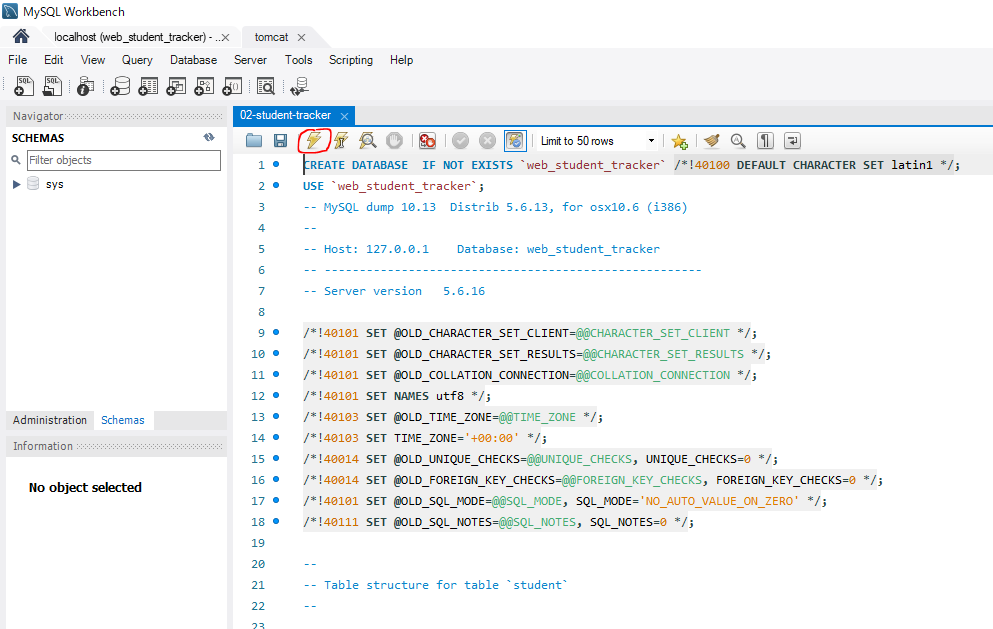 MySQL Workbench
localhost (web_student_tracker) - ...
tomcat
File Edit View Query Database Server Tools Scripting Help
Navigator
SCHEMAS
Filter objects
sys
Administration Schemas
Information
No object selected
02-student-tracker
Limit to 50 rows
1 CREATE DATABASE  IF NOT EXISTS `web_student_tracker` /*!40100 DEFAULT CHARACTER SET latin1 */;
2 USE `web_student_tracker`;
3 -- MySQL dump 10.13  Distrib 5.6.13, for osx10.6 (i386)
4 --
5 -- Host: 127.0.0.1    Database: web_student_tracker
6 -- ------------------------------------------------------
7 -- Server version   5.6.16
8
9 /*!40101 SET @OLD_CHARACTER_SET_CLIENT=@@CHARACTER_SET_CLIENT */;
10 /*!40101 SET @OLD_CHARACTER_SET_RESULTS=@@CHARACTER_SET_RESULTS */;
11 /*!40101 SET @OLD_COLLATION_CONNECTION=@@COLLATION_CONNECTION */;
12 /*!40101 SET NAMES utf8 */;
13 /*!40103 SET @OLD_TIME_ZONE=@@TIME_ZONE */;
14 /*!40103 SET TIME_ZONE='+00:00' */;
15 /*!40014 SET @OLD_UNIQUE_CHECKS=@@UNIQUE_CHECKS, UNIQUE_CHECKS=0 */;
16 /*!40014 SET @OLD_FOREIGN_KEY_CHECKS=@@FOREIGN_KEY_CHECKS, FOREIGN_KEY_CHECKS=0 */;
17 /*!40101 SET @OLD_SQL_MODE=@@SQL_MODE, SQL_MODE='NO_AUTO_VALUE_ON_ZERO' */;
18 /*!40111 SET @OLD_SQL_NOTES=@@SQL_NOTES, SQL_NOTES=0 */;
19
20 --
21 -- Table structure for table `student`
22 --
23